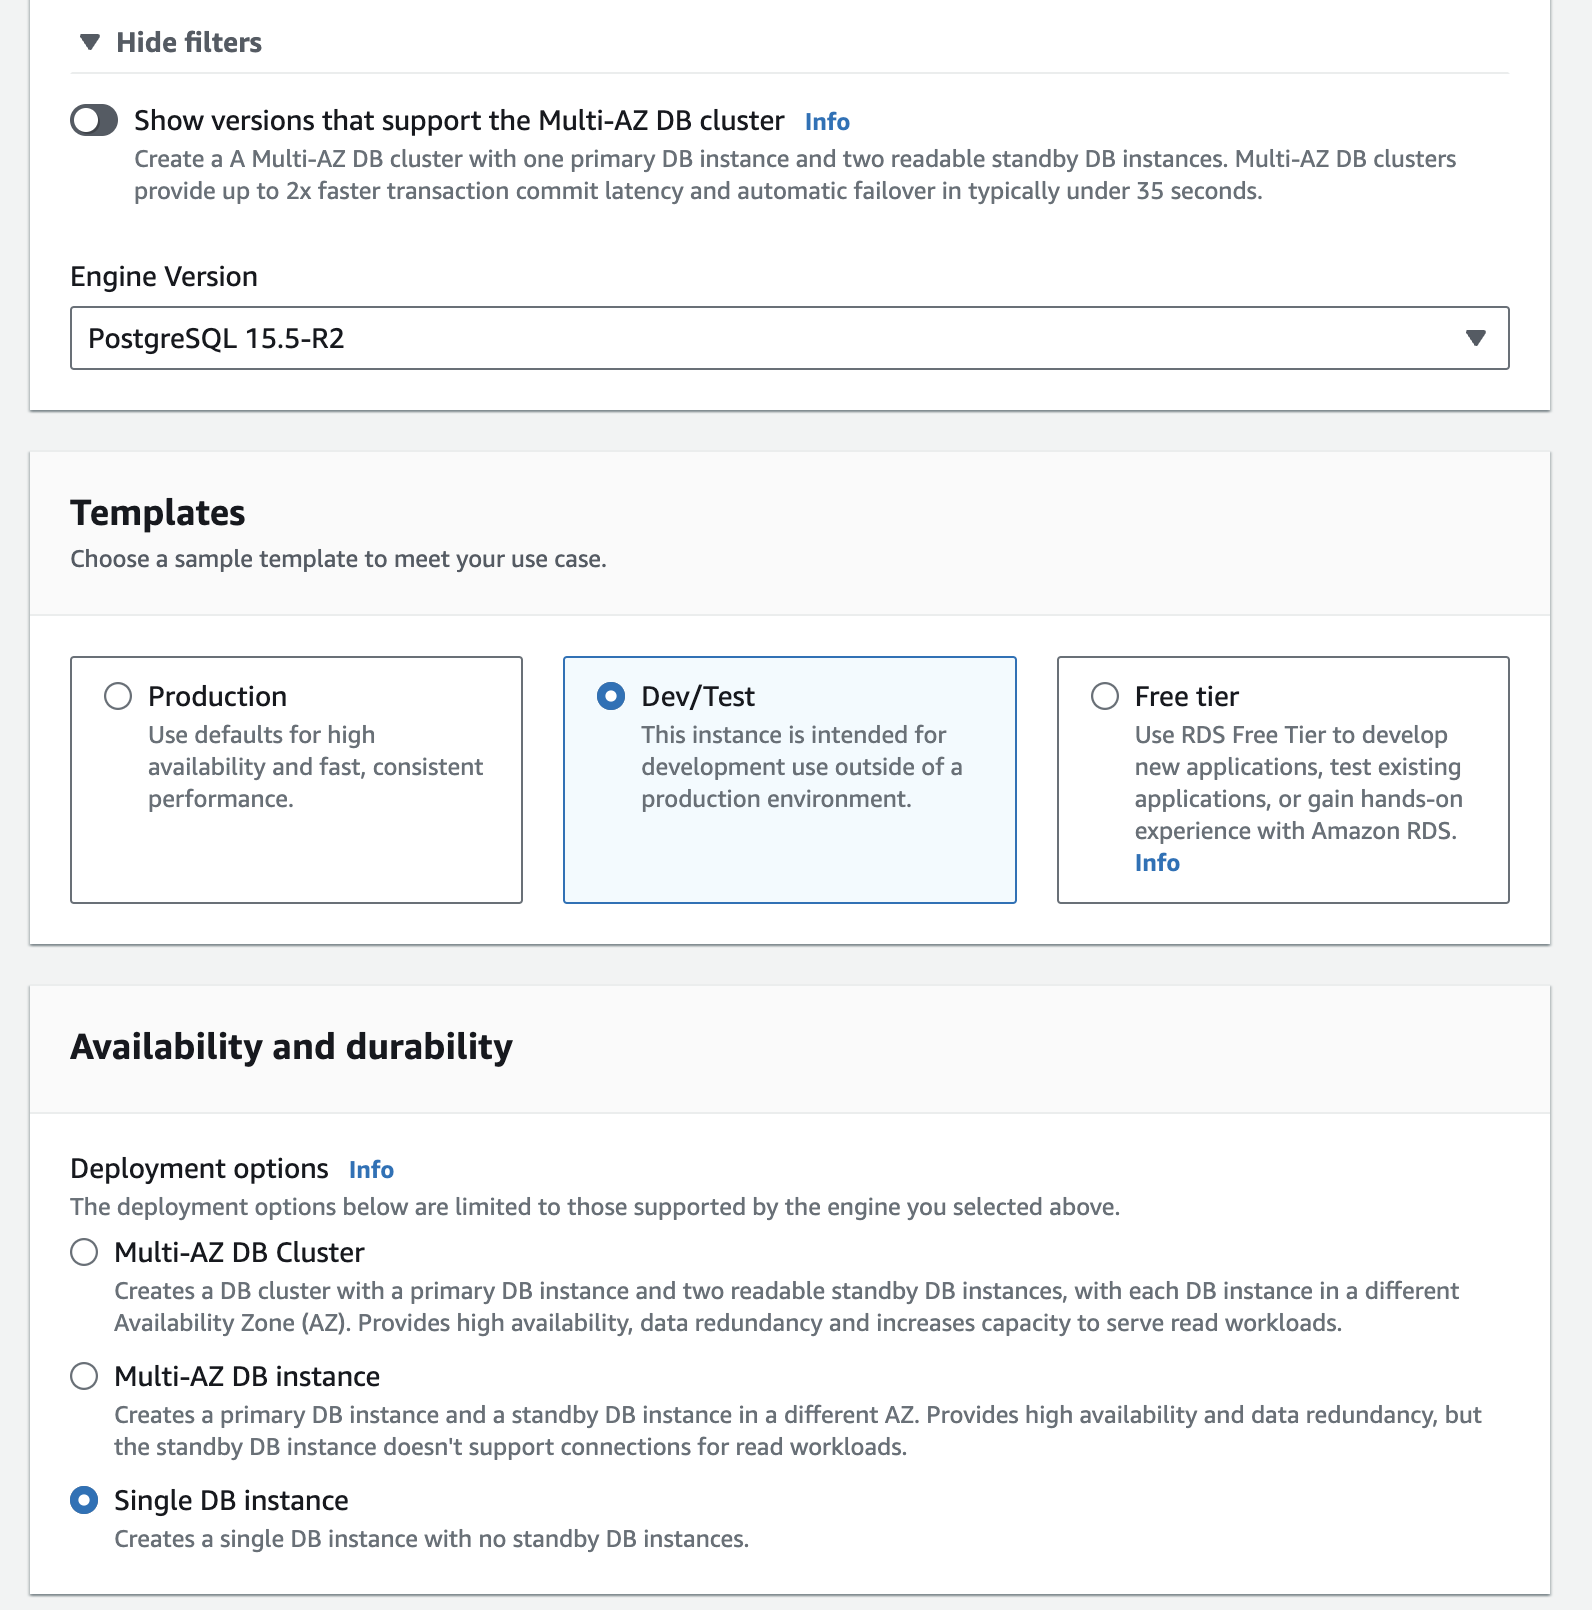 Hide filters
Show versions that support the Multi-AZ DB cluster Info
Create a A Multi-AZ DB cluster with one primary DB instance and two readable standby DB instances. Multi-AZ DB clusters
provide up to 2x faster transaction commit latency and automatic failover in typically under 35 seconds.
Engine Version
PostgreSQL 15.5-R2
Templates
Choose a sample template to meet your use case.
Production
Use defaults for high
availability and fast, consistent
performance.
Dev/Test
This instance is intended for
development use outside of a
production environment.
Free tier
Use RDS Free Tier to develop
new applications, test existing
applications, or gain hands-on
experience with Amazon RDS.
Info
Availability and durability
Deployment options Info
The deployment options below are limited to those supported by the engine you selected above.
Multi-AZ DB Cluster
Creates a DB cluster with a primary DB instance and two readable standby DB instances, with each DB instance in a different
Availability Zone (AZ). Provides high availability, data redundancy and increases capacity to serve read workloads.
Multi-AZ DB instance
Creates a primary DB instance and a standby DB instance in a different AZ. Provides high availability and data redundancy, but
the standby DB instance doesn't support connections for read workloads.
Single DB instance
Creates a single DB instance with no standby DB instances.